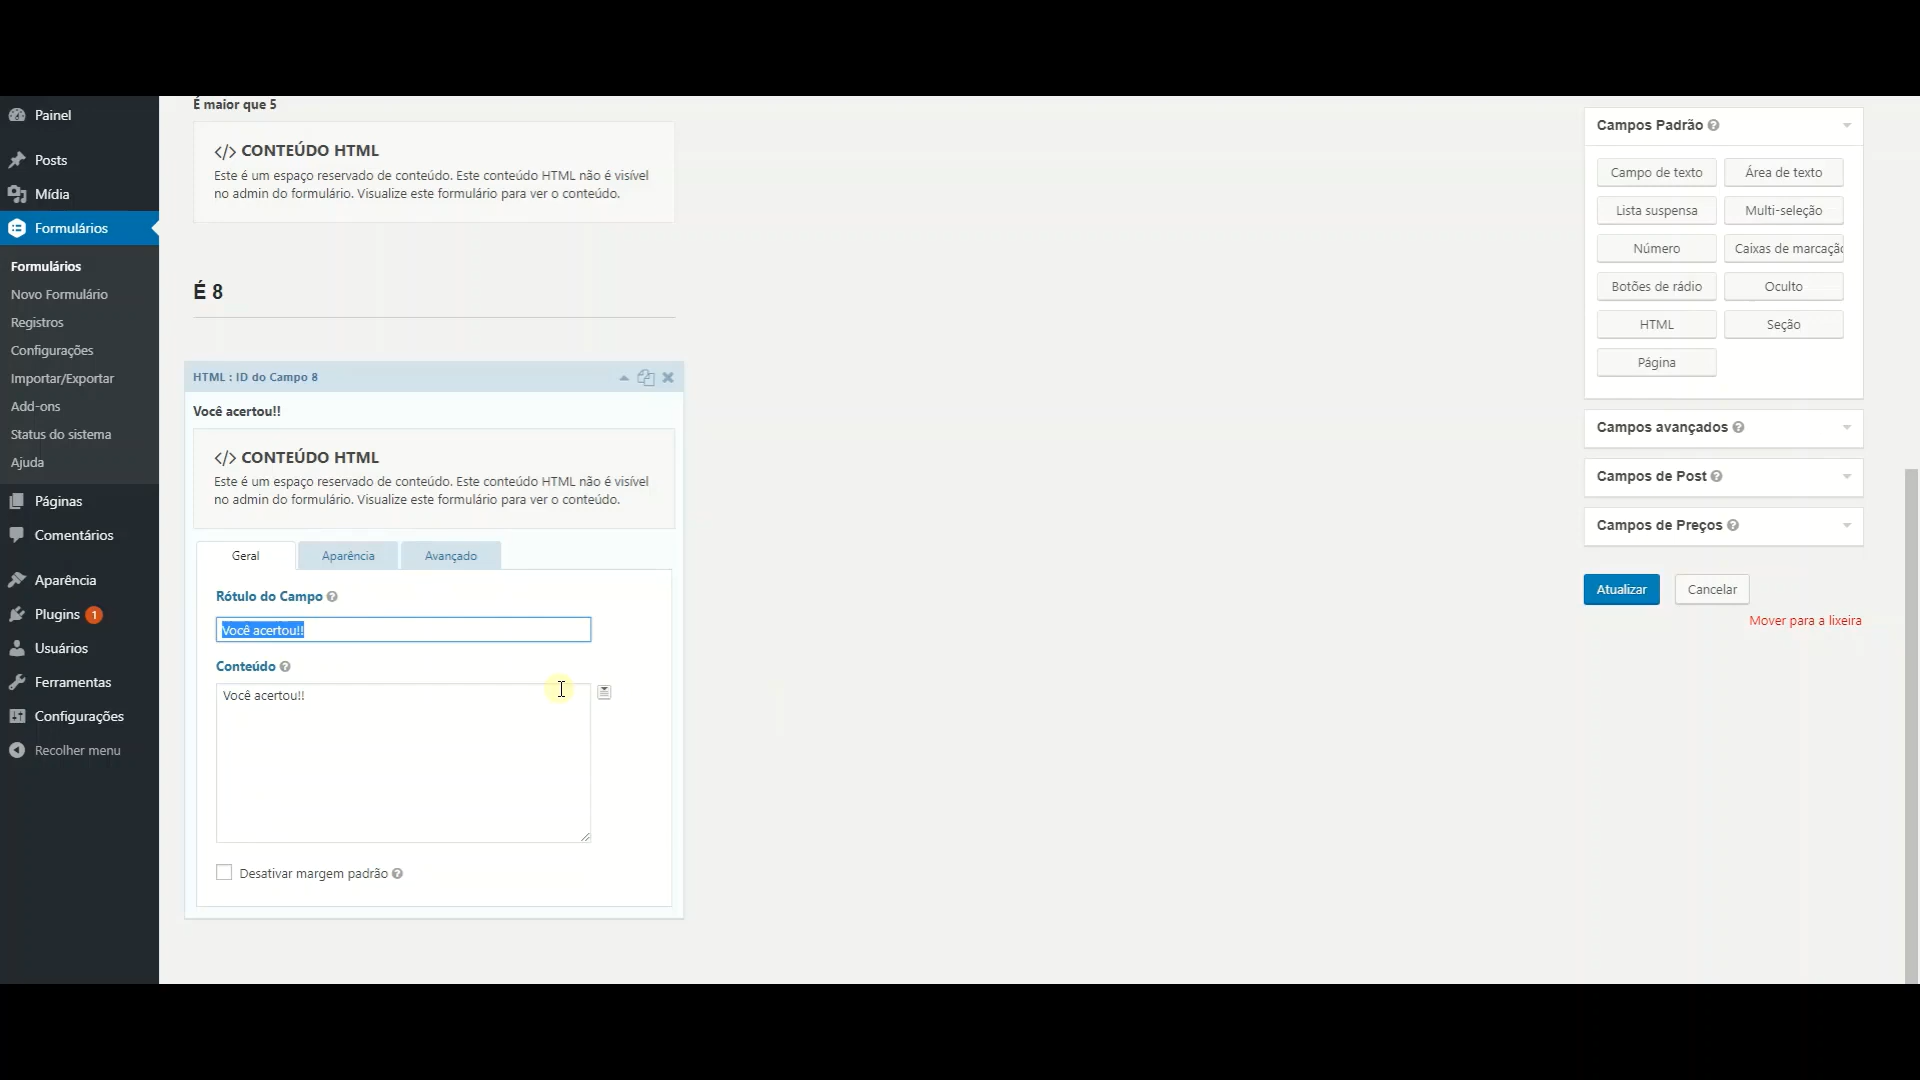 Painel
Posts
Mídia
Formulários
Formulários
Novo Formulário
Registros
Configurações
Importar/Exportar
Add-ons
Status do sistema
Ajuda
Páginas
Comentários
Aparência
Plugins 1
Usuários
Ferramentas
Configurações
Recolher menu
É maior que 5
</> CONTEÚDO HTML
Este é um espaço reservado de conteúdo. Este conteúdo HTML não é visível
no admin do formulário. Visualize este formulário para ver o conteúdo.
É 8
HTML : ID do Campo 8
Você acertou!!
</> CONTEÚDO HTML
Este é um espaço reservado de conteúdo. Este conteúdo HTML não é visível
no admin do formulário. Visualize este formulário para ver o conteúdo.
Geral Aparência Avançado
Rótulo do Campo ?
Você acertou!!
Conteúdo ?
Você acertou!!
Desativar margem padrão ?
Campos Padrão ?
Campo de texto Área de texto
Lista suspensa Multi-seleção
Número Caixas de marcação
Botões de rádio Oculto
HTML Seção
Página
Campos avançados ?
Campos de Post ?
Campos de Preços ?
Atualizar Cancelar
Mover para a lixeira